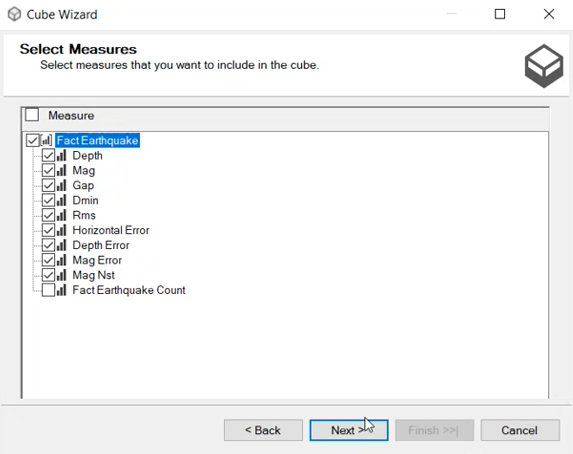 Cube Wizard
Select Measures
Select measures that you want to include in the cube.
Measure
Fact Earthquake
Depth
Mag
Gap
Dmin
Rms
Horizontal Error
Depth Error
Mag Error
Mag Nst
Fact Earthquake Count
< Back Next > Finish >>| Cancel